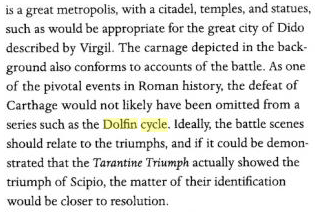 is a great metropolis, with a citadel, temples, and statues,
such as would be appropriate for the great city of Dido
described by Virgil. The carnage depicted in the back-
ground also conforms to accounts of the battle. As one
of the pivotal events in Roman history, the defeat of
Carthage would not likely have been omitted from a
series such as the Dolfin cycle. Ideally, the battle scenes
should relate to the triumphs, and if it could be demon-
strated that the Tarantine Triumph actually showed the
triumph of Scipio, the matter of their identification
would be closer to resolution.